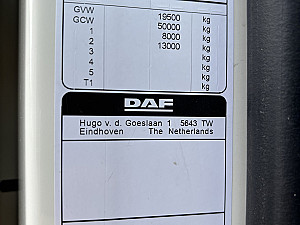 GVW 19500 kg
GCW 50000 kg
1 8000 kg
2 13000 kg
3 kg
4 kg
5 kg
T1 kg
DAF
Hugo v. d. Goeslaan 1 5643 TW
Eindhoven The Netherlands